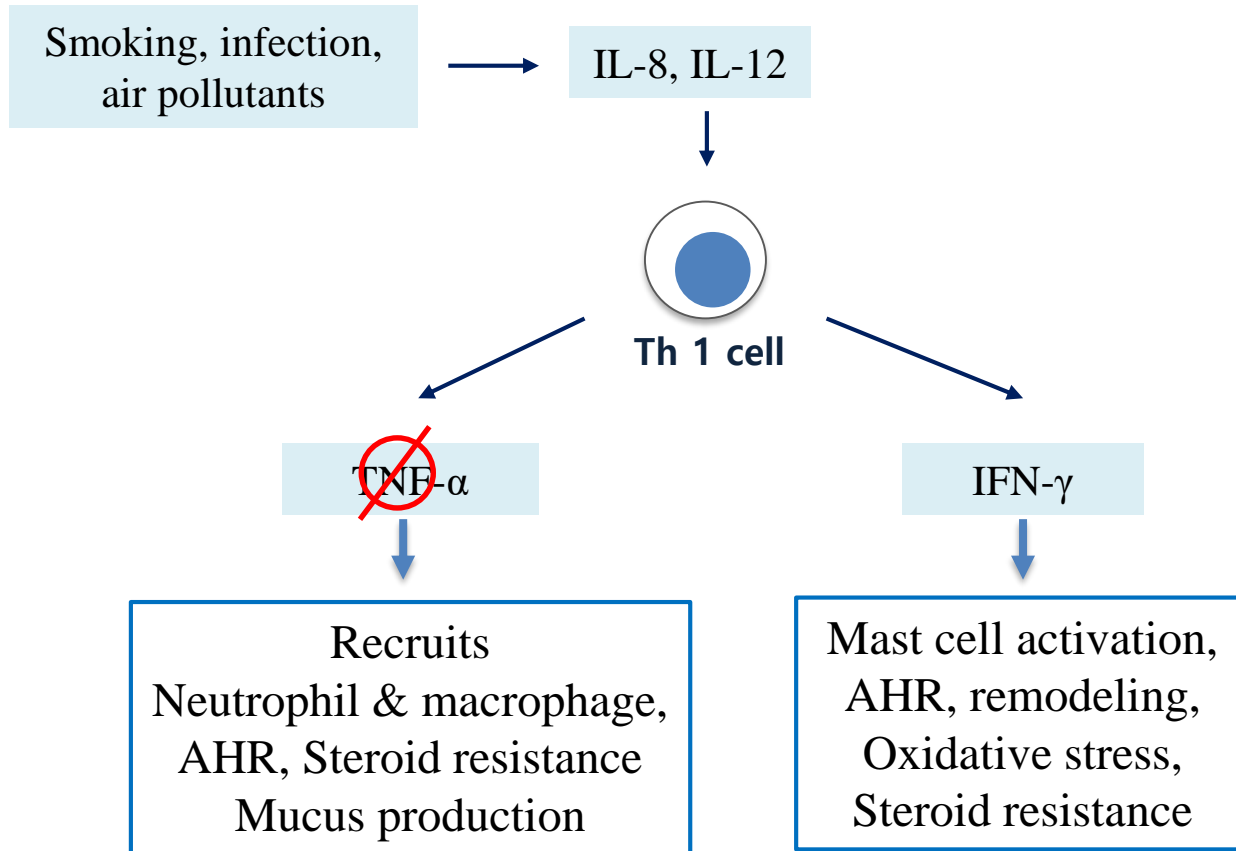 Smoking, infection,
air pollutants
IL-8, IL-12
Th 1 cell
TNF-α
IFN-γ
Recruits
Neutrophil & macrophage,
AHR, Steroid resistance
Mucus production
Mast cell activation,
AHR, remodeling,
Oxidative stress,
Steroid resistance